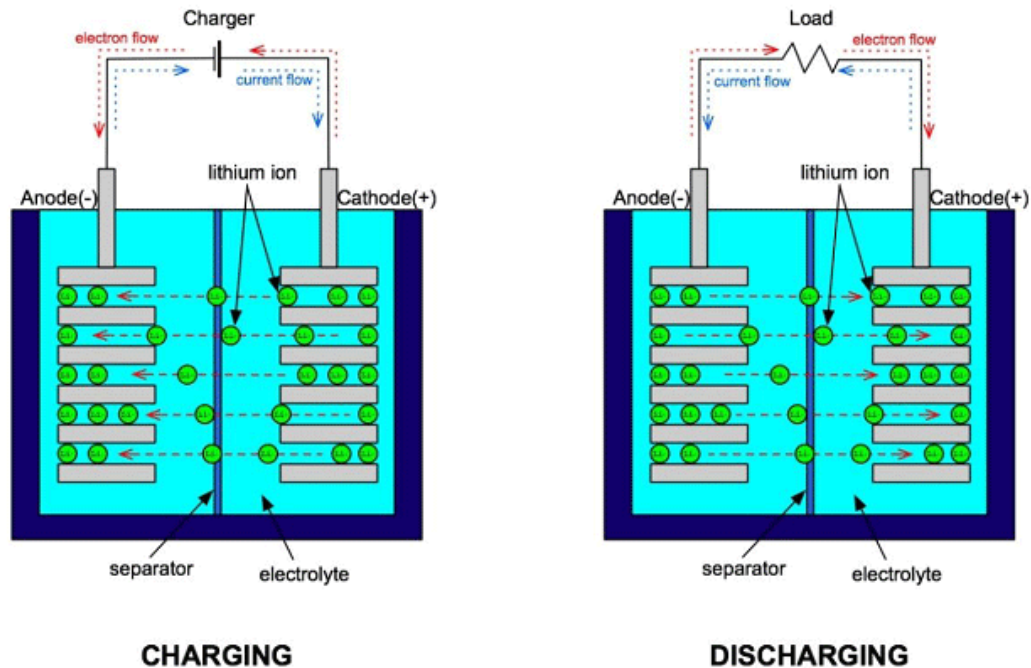 Charger
electron flow
current flow
lithium ion
Anode(-)
Cathode(+)
separator
electrolyte
CHARGING
Load
electron flow
current flow
lithium ion
Anode(-)
Cathode(+)
separator
electrolyte
DISCHARGING